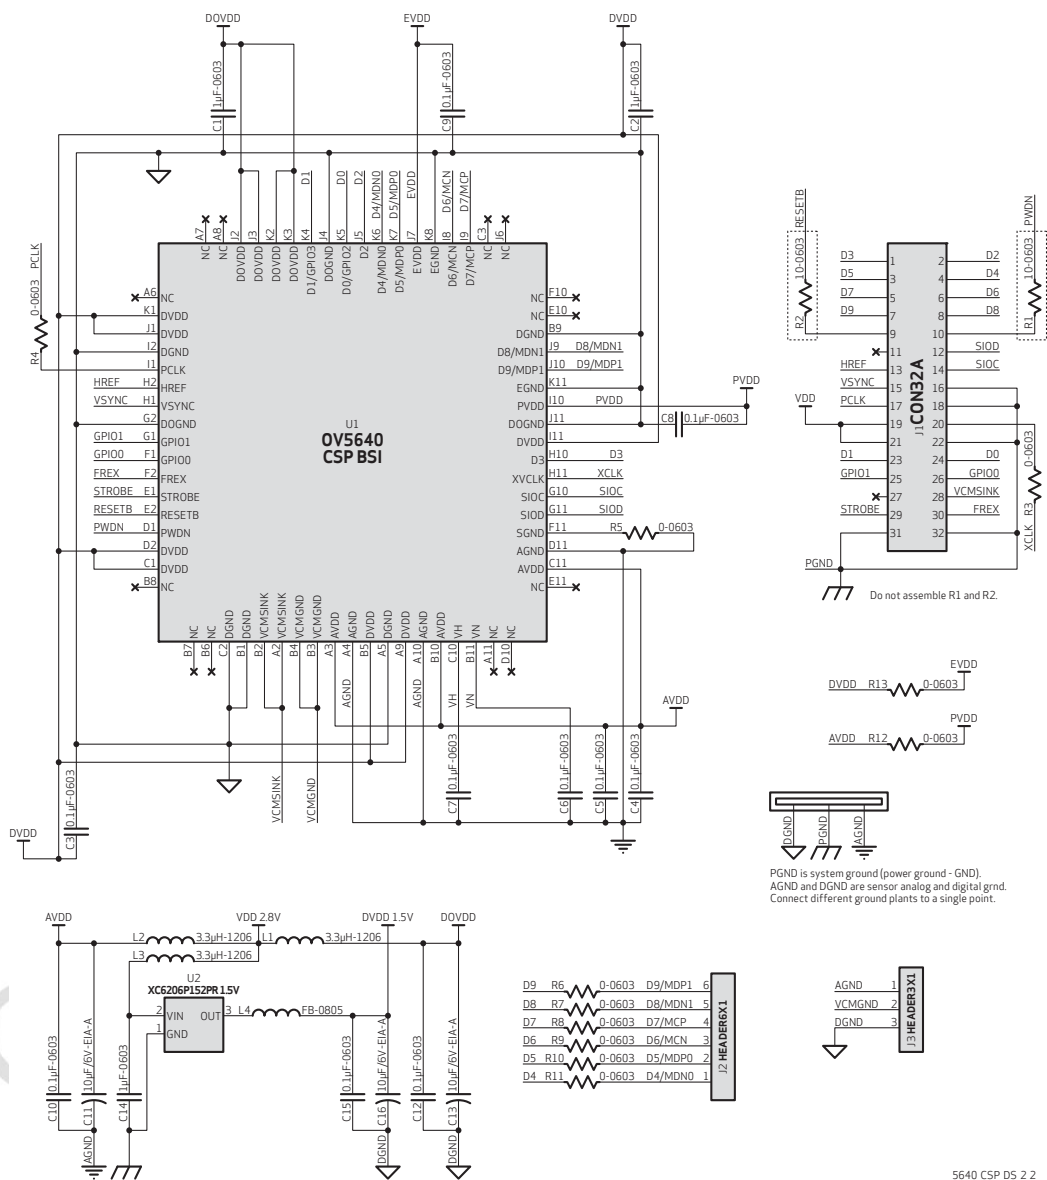 DOVDD
EVDD
DVDD
C1
1μF-0603
C9
0.1μF-0603
C2
1μF-0603
D1
D0
D2
D4/MDN0
D5/MDP0
EVDD
D6/MCN
D7/MCP
A7
A8
J2
J3
K2
K3
K4
J4
K5
J5
K6
K7
J7
K8
I8
I9
C3
J6
NC
NC
DOVDD
DOVDD
DOVDD
DOVDD
D1/GPIO3
DOGND
D0/GPIO2
D2
D4/MDN0
D5/MDP0
EVDD
EGND
D6/MCN
D7/MCP
NC
NC
R4
0-0603
PCLK
A6 NC
K1 DVDD
J1 DVDD
I2 DGND
I1 PCLK
HREF H2 HREF
VSYNC H1 VSYNC
G2 DOGND
GPIO1 G1 GPIO1
GPIO0 F1 GPIO0
FREX F2 FREX
STROBE E1 STROBE
RESETB E2 RESETB
PWDN D1 PWDN
D2 DVDD
C1 DVDD
B8 NC
U1
OV5640
CSP BSI
NC F10
NC E10
DGND B9
D8/MDN1 J9 D8/MDN1
D9/MDP1 J10 D9/MDP1
EGND K11
PVDD I10 PVDD
DOGND J11
DVDD I11
D3 H10 D3
XVCLK H11 XCLK
SIOC G10 SIOC
SIOD G11 SIOD
SGND F11 R5 0-0603
AGND D11
AVDD C11
NC E11
PVDD
C8 0.1μF-0603
NC
NC
DGND
DGND
VCMSINK
VCMSINK
VCMGND
VCMGND
AVDD
AGND
DVDD
DGND
DVDD
AGND
AVDD
VH
VN
NC
NC
B7
B6
C2
B1
B2
A2
B4
B3
A3
A4
B5
A5
A9
A10
B10
C10
B11
A11
D10
AGND
AGND
VH
VN
AVDD
VCMSINK
VCMGND
C7
0.1μF-0603
C6
0.1μF-0603
C5
0.1μF-0603
C4
0.1μF-0603
C3
0.1μF-0603
DVDD
RESETB
10-0603
R2
PWDN
10-0603
R1
D3 1 2 D2
D5 3 4 D4
D7 5 6 D6
D9 7 8 D8
9 10
11 12 SIOD
HREF 13 14 SIOC
VSYNC 15 16
PCLK 17 18
VDD
19 20
21 22
D1 23 24 D0
GPIO1 25 26 GPIO0
27 28 VCMSINK
STROBE 29 30 FREX
31 32
J1
CON32A
0-0603
R3
XCLK
PGND
Do not assemble R1 and R2.
EVDD
DVDD R13 0-0603
PVDD
AVDD R12 0-0603
DGND
PGND
AGND
PGND is system ground (power ground - GND).
AGND and DGND are sensor analog and digital grnd.
Connect different ground plants to a single point.
AVDD
VDD 2.8V
DVDD 1.5V
DOVDD
L2 3.3μH-1206 L1 3.3μH-1206
L3 3.3μH-1206
U2
XC6206P152PR 1.5V
2 VIN OUT 3 L4 FB-0805
1 GND
C10
0.1μF-0603
C11
10μF/6V-EIA-A
C14
1μF-0603
C15
0.1μF-0603
C16
10μF/6V-EIA-A
C12
0.1μF-0603
C13
10μF/6V-EIA-A
AGND
DGND
DGND
D9 R6 0-0603 D9/MDP1 6
D8 R7 0-0603 D8/MDN1 5
D7 R8 0-0603 D7/MCP 4
D6 R9 0-0603 D6/MCN 3
D5 R10 0-0603 D5/MDP0 2
D4 R11 0-0603 D4/MDN0 1
J2 HEADER6X1
AGND 1
VCMGND 2
DGND 3
J3 HEADER3X1
5640 CSP DS 2 2